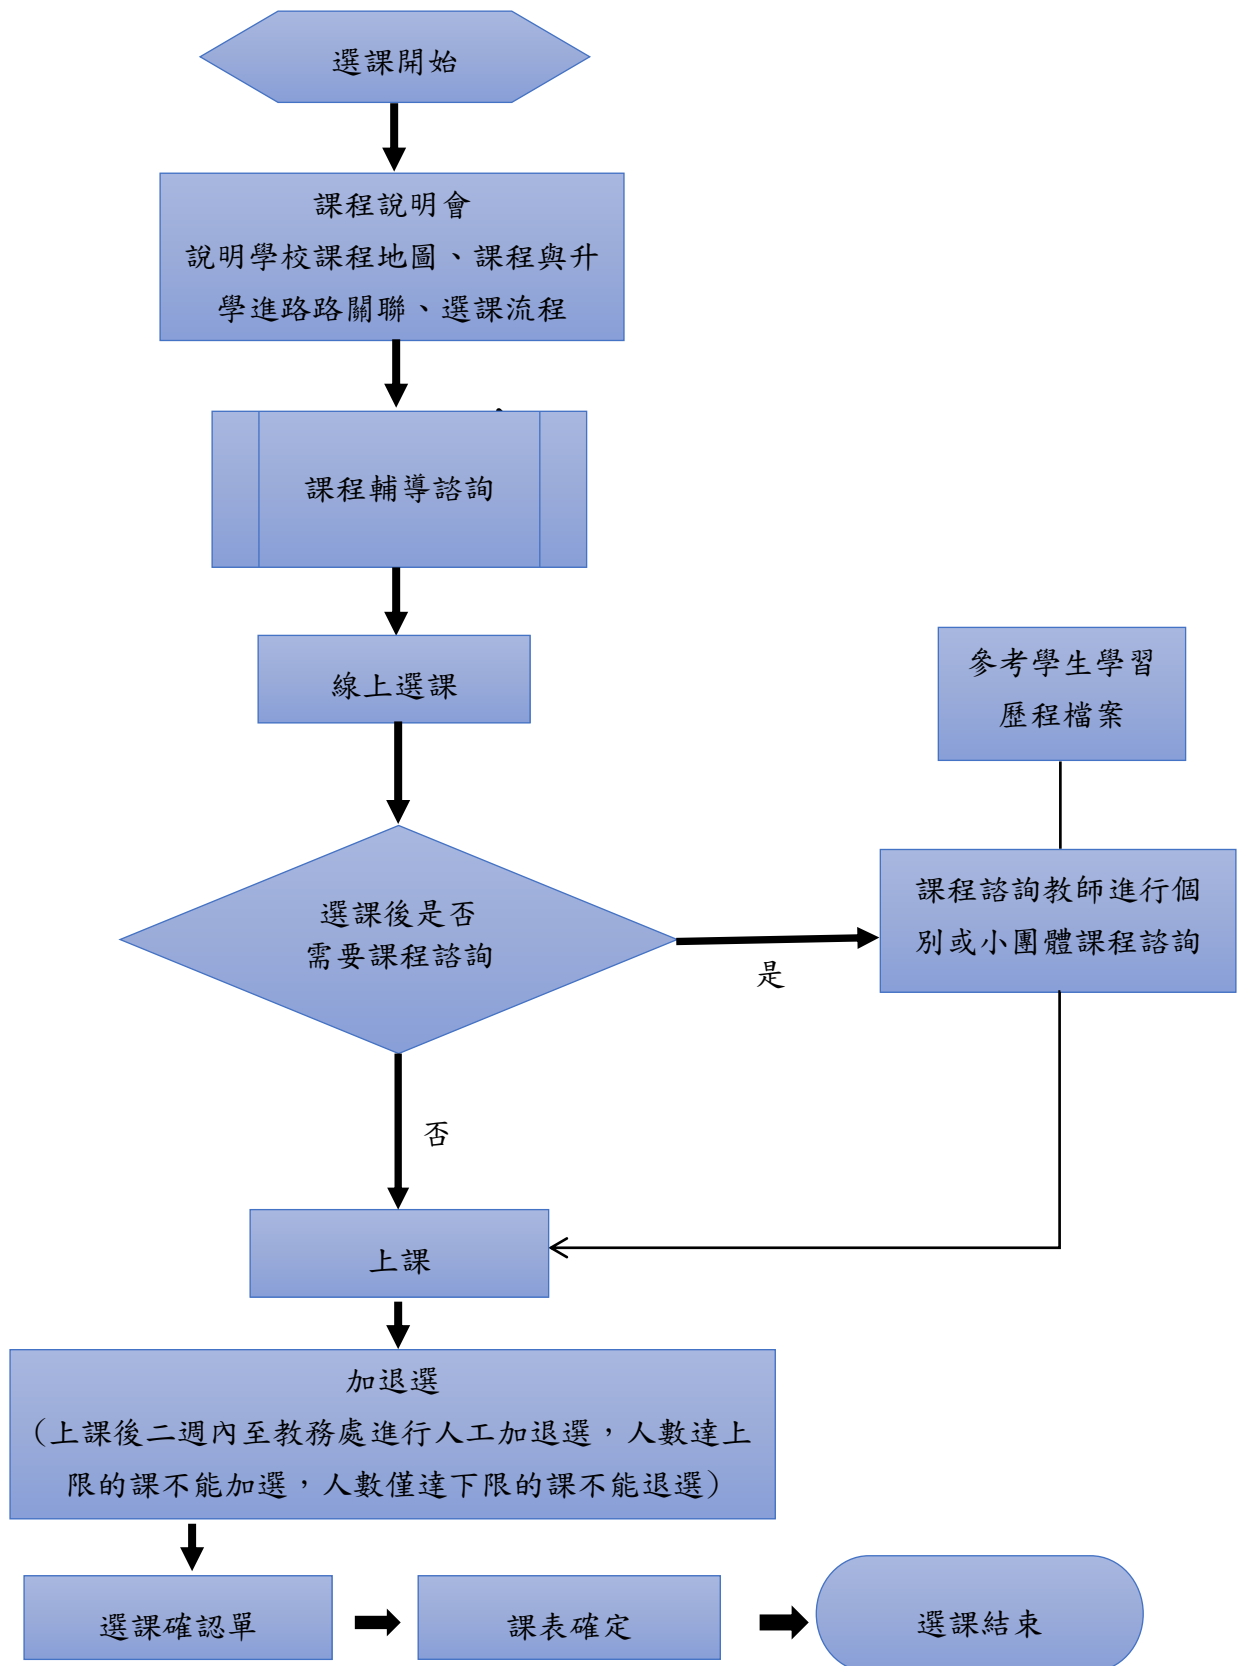 選課開始
課程說明會
說明學校課程地圖、課程與升
學進路路關聯、選課流程
課程輔導諮詢
線上選課
參考學生學習
歷程檔案
選課後是否
需要課程諮詢
是
課程諮詢教師進行個
別或小團體課程諮詢
否
上課
加退選
（上課後二週內至教務處進行人工加退選，人數達上
限的課不能加選，人數僅達下限的課不能退選）
選課確認單
課表確定
選課結束